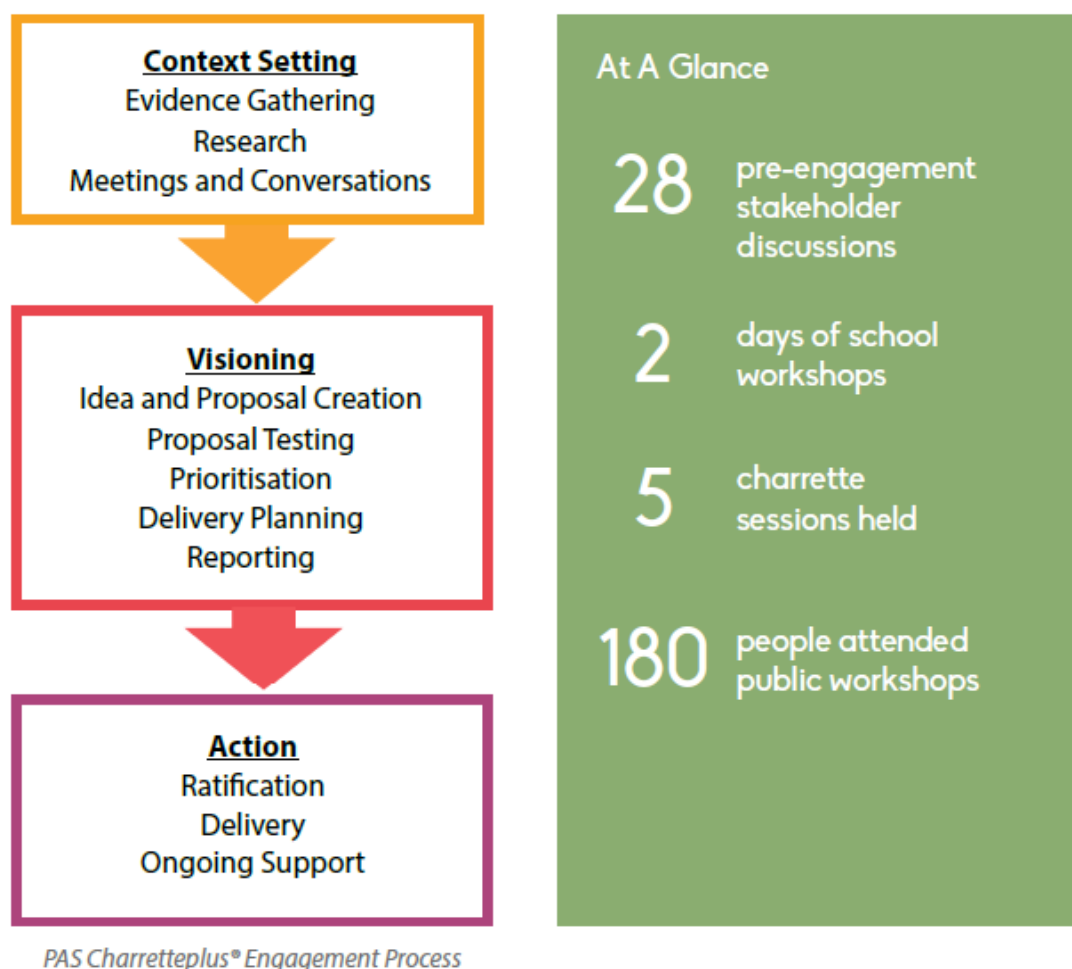 Context Setting
Evidence Gathering
Research
Meetings and Conversations
Visioning
Idea and Proposal Creation
Proposal Testing
Prioritisation
Delivery Planning
Reporting
Action
Ratification
Delivery
Ongoing Support
PAS Charretteplus® Engagement Process
At A Glance
28 pre-engagement
stakeholder
discussions
2 days of school
workshops
5 charrette
sessions held
180 people attended
public workshops